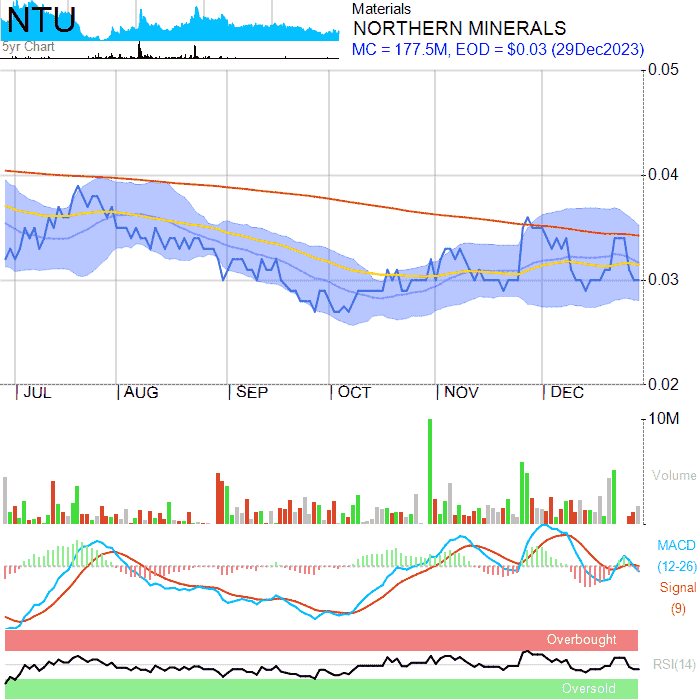 NTU
5yr Chart
Materials
NORTHERN MINERALS
MC = 177.5M, EOD = $0.03 (29Dec2023)
0.05
0.04
0.03
0.02
JUL AUG SEP OCT NOV DEC
10M
Volume
MACD
(12-26)
Signal
(9)
Overbought
RSI(14)
Oversold